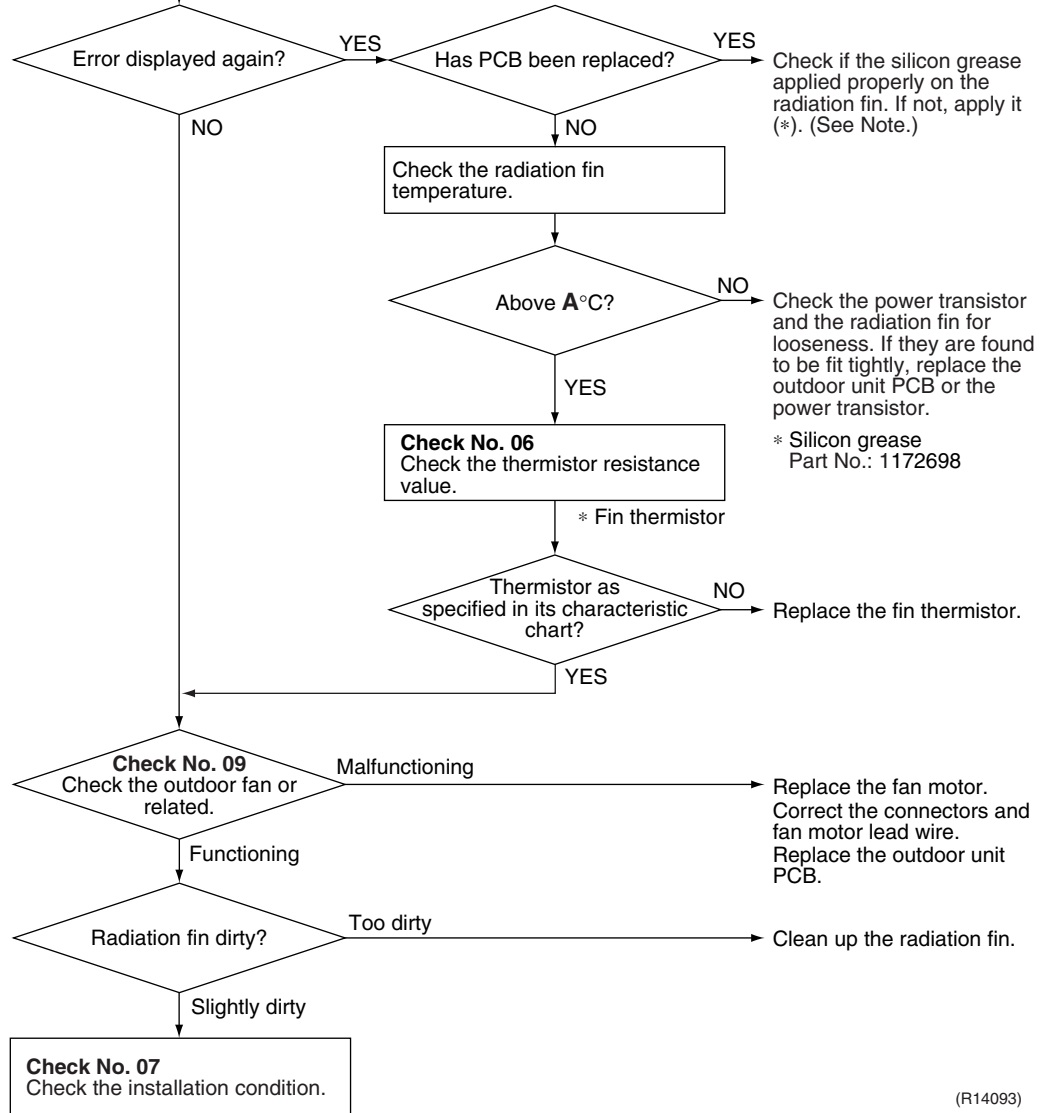 Error displayed again?
YES
Has PCB been replaced?
YES
Check if the silicon grease
applied properly on the
radiation fin. If not, apply it
(*). (See Note.)
NO
NO
Check the radiation fin
temperature.
Above A°C?
NO
Check the power transistor
and the radiation fin for
looseness. If they are found
to be fit tightly, replace the
outdoor unit PCB or the
power transistor.
* Silicon grease
Part No.: 1172698
YES
Check No. 06
Check the thermistor resistance
value.
* Fin thermistor
Thermistor as
specified in its characteristic
chart?
NO
Replace the fin thermistor.
YES
Check No. 09
Check the outdoor fan or
related.
Malfunctioning
Replace the fan motor.
Correct the connectors and
fan motor lead wire.
Replace the outdoor unit
PCB.
Functioning
Radiation fin dirty?
Too dirty
Clean up the radiation fin.
Slightly dirty
Check No. 07
Check the installation condition.
(R14093)